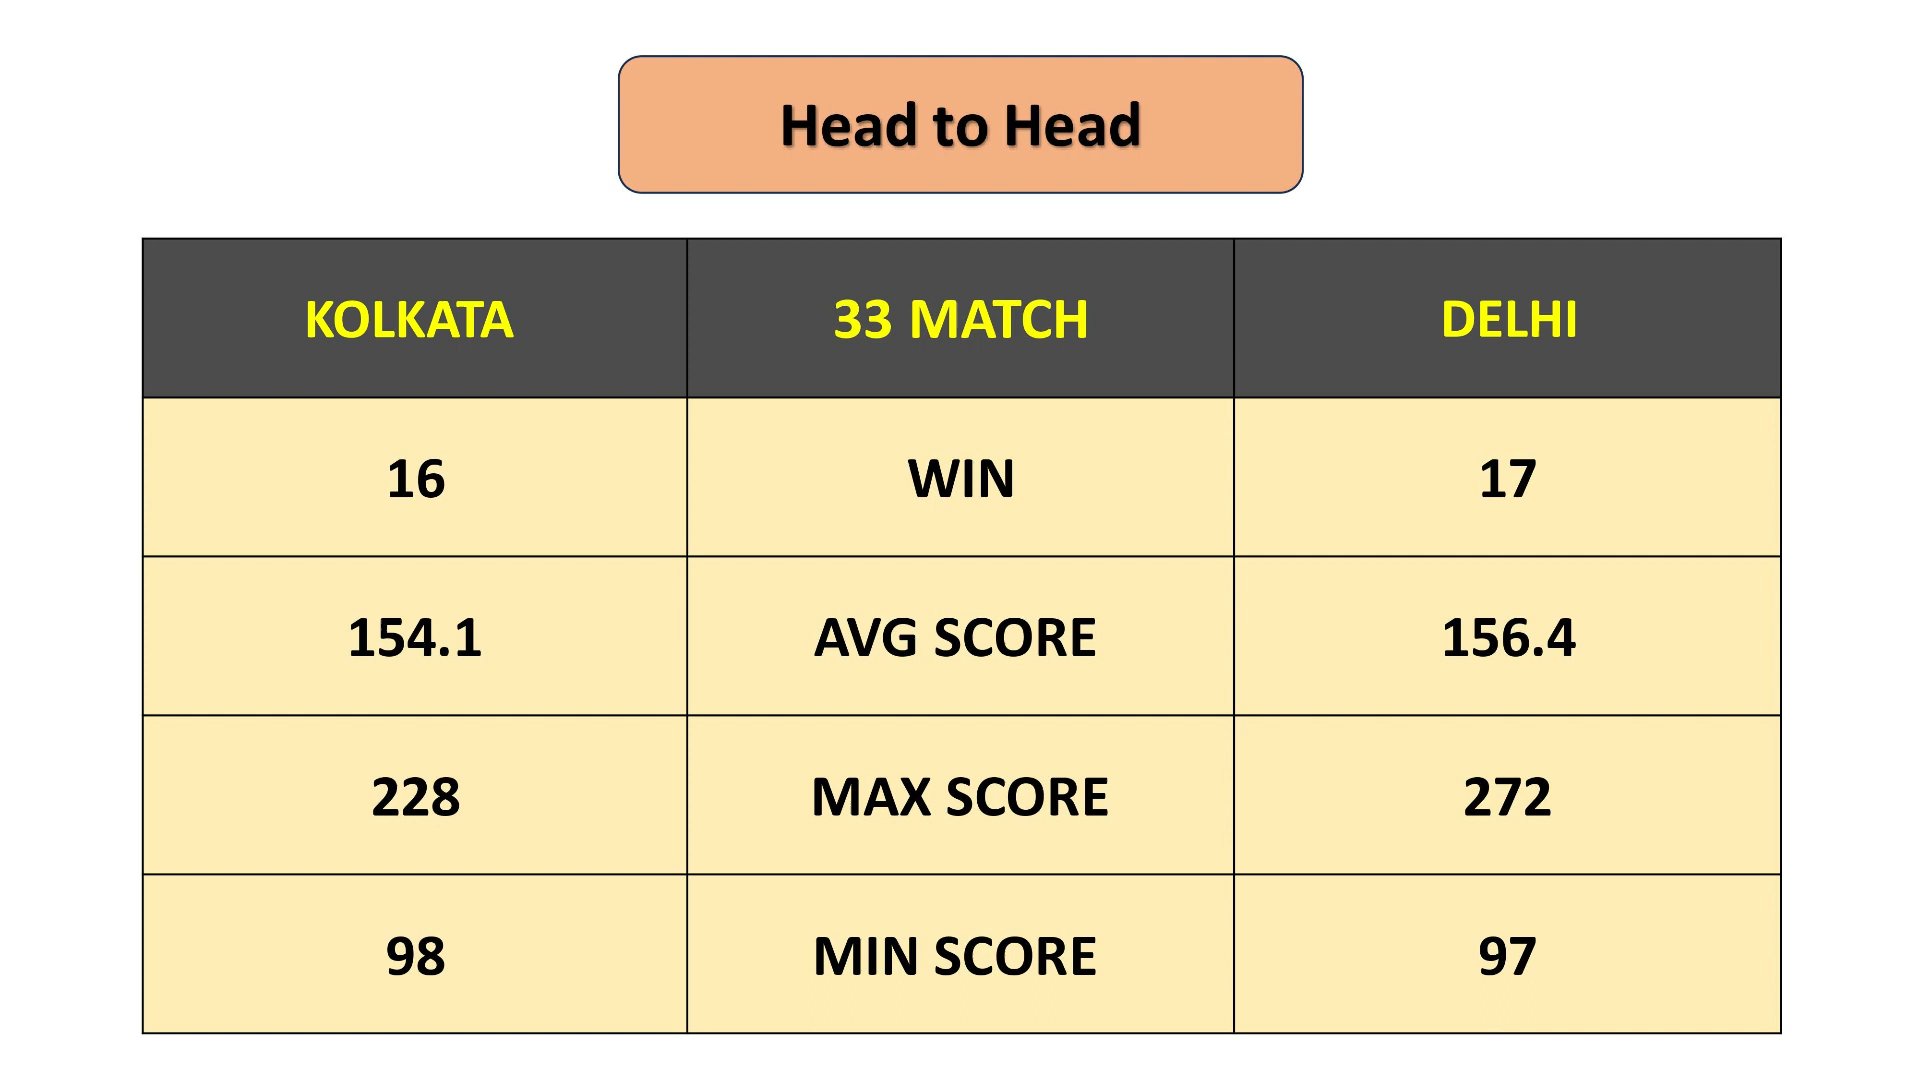 Head to Head
KOLKATA 33 MATCH DELHI
16 WIN 17
154.1 AVG SCORE 156.4
228 MAX SCORE 272
98 MIN SCORE 97